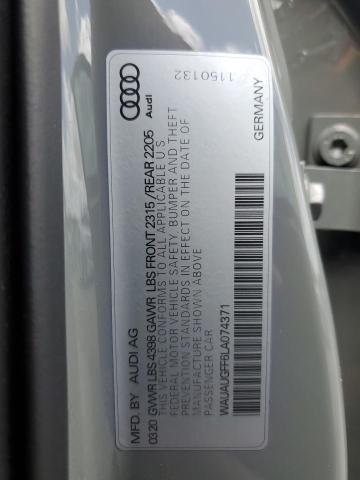 MFD. BY AUDI AG
0320 GVWR LBS 4398 GAWR LBS FRONT 2315 /REAR 2205
THIS VEHICLE CONFORMS TO ALL APPLICABLE U S
FEDERAL MOTOR VEHICLE SAFETY, BUMPER AND THEFT
PREVENTION STANDARDS IN EFFECT ON THE DATE OF
MANUFACTURE SHOWN ABOVE
PASSENGER CAR
WAUAUGFF6LA074371
GERMANY
Audi
1150132